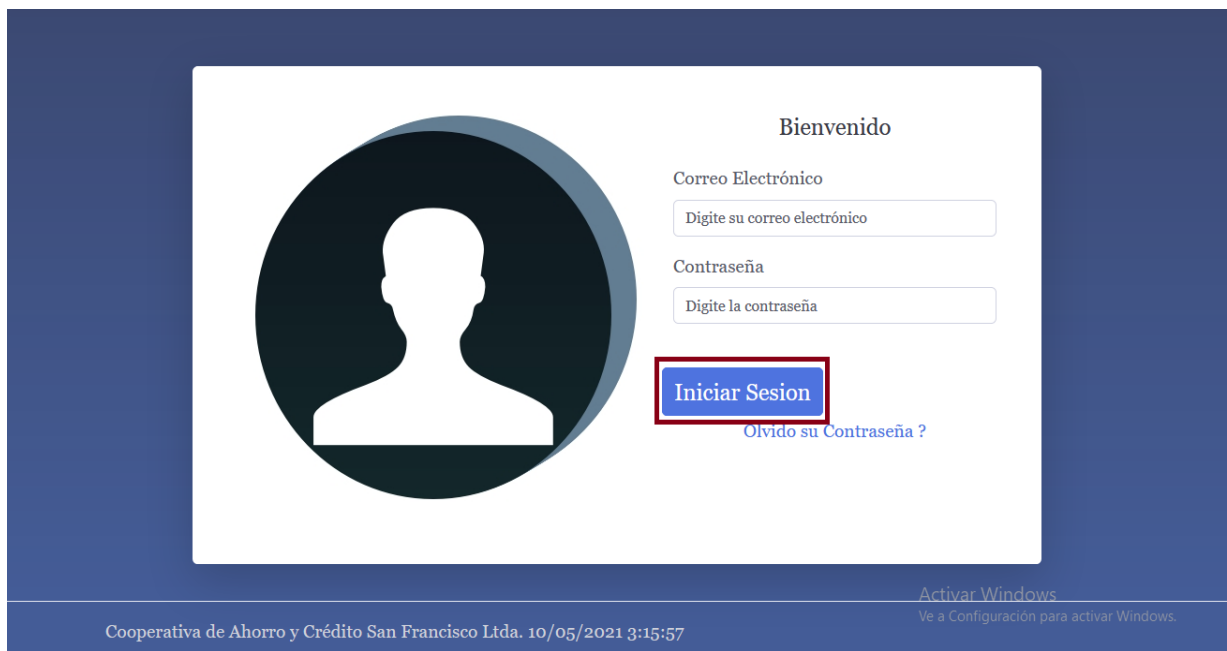 Bienvenido
Correo Electrónico
Digite su correo electrónico
Contraseña
Digite la contraseña
Iniciar Sesion
Olvido su Contraseña ?
Activar Windows
Ve a Configuración para activar Windows.
Cooperativa de Ahorro y Crédito San Francisco Ltda. 10/05/2021 3:15:57